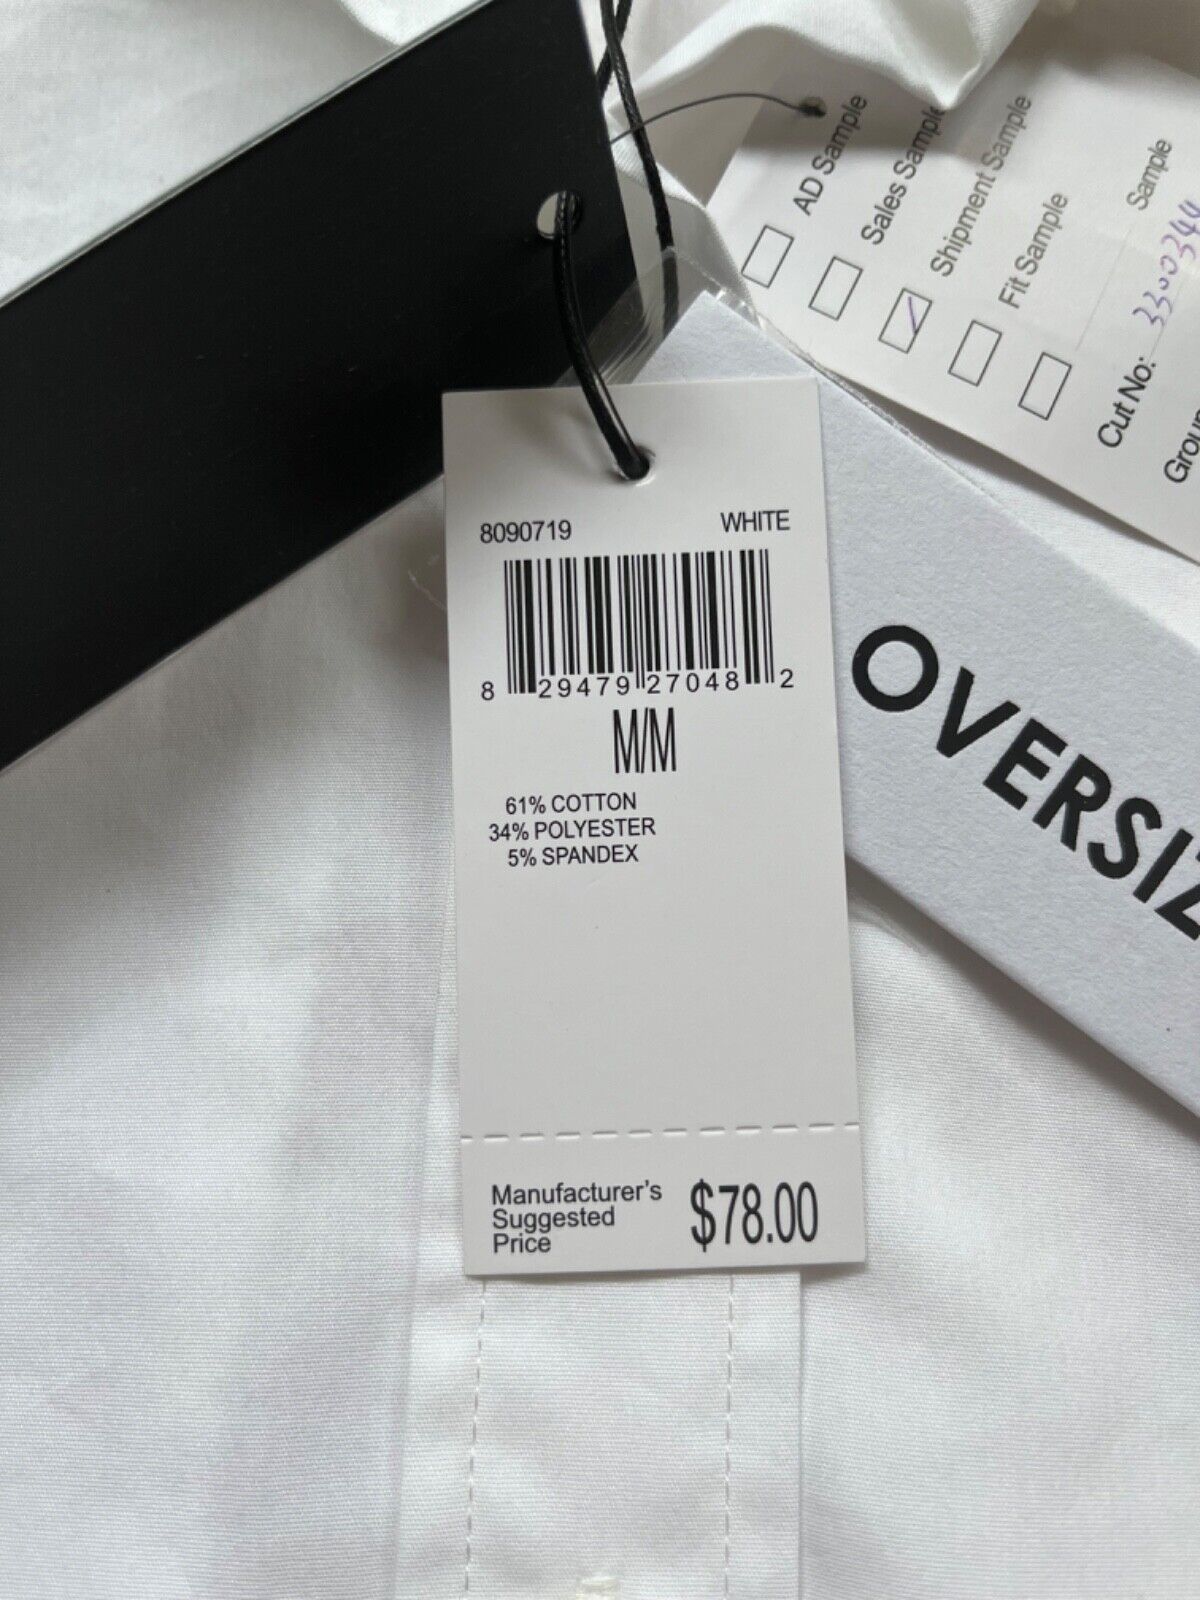 8090719 WHITE
8 29479 27048 2
M/M
61% COTTON
34% POLYESTER
5% SPANDEX
Manufacturer's
Suggested
Price
$78.00
AD Sample
Sales Sample
Shipment Sample
Fit Sample
Sample
Cut No: 3300344